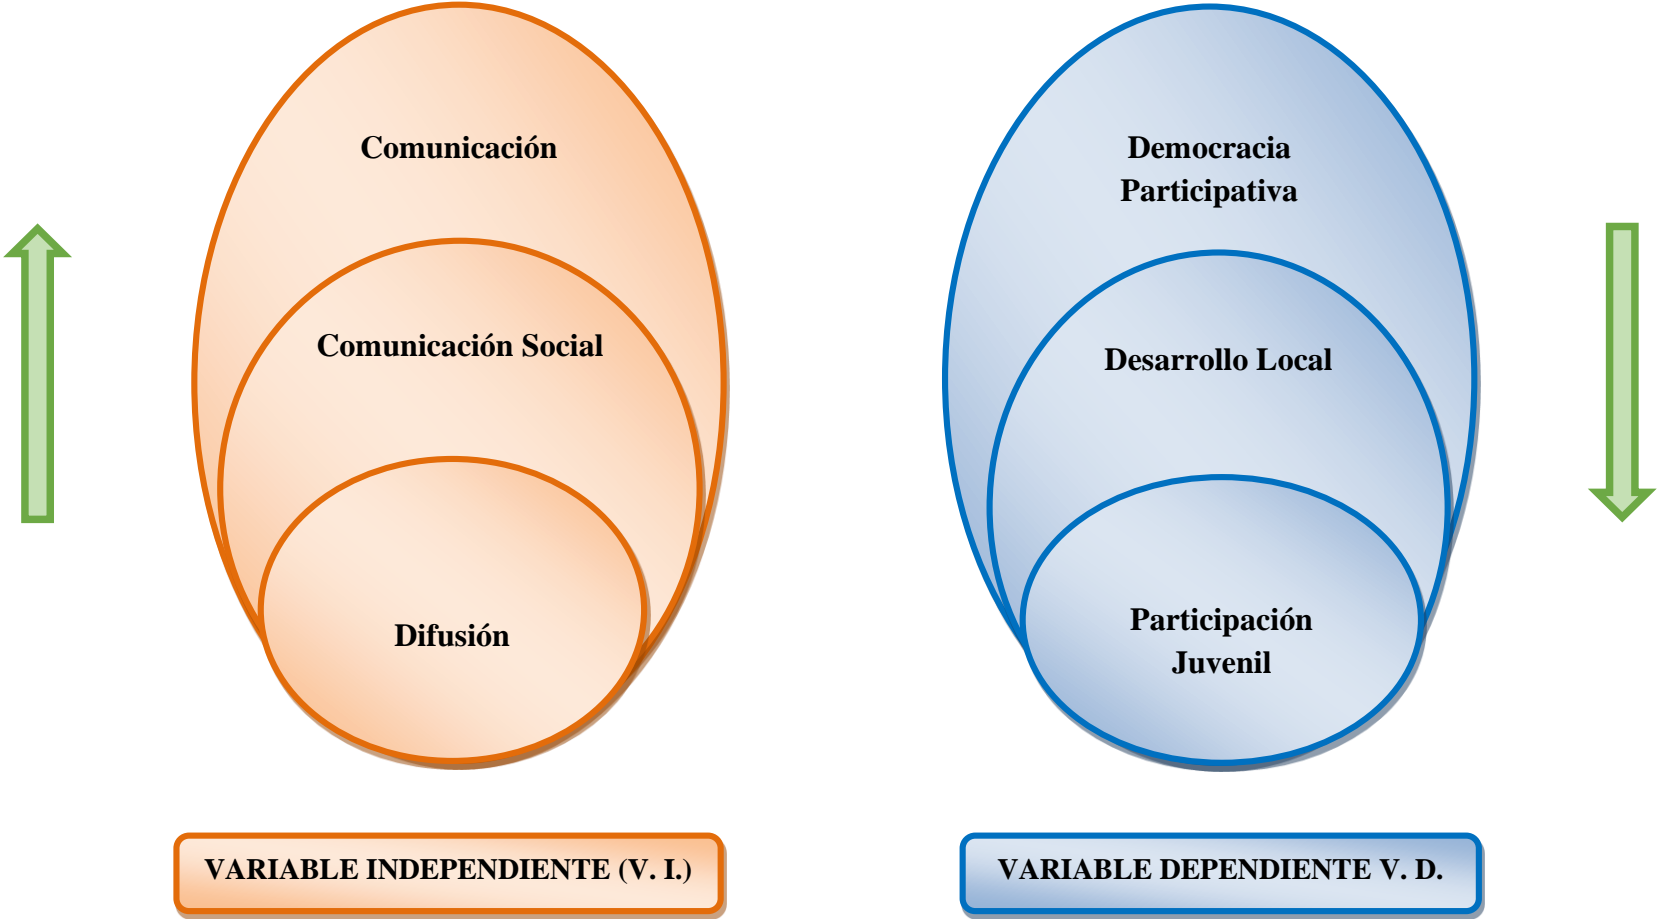 Comunicación
Comunicación Social
Difusión
VARIABLE INDEPENDIENTE (V. I.)
Democracia
Participativa
Desarrollo Local
Participación
Juvenil
VARIABLE DEPENDIENTE V. D.